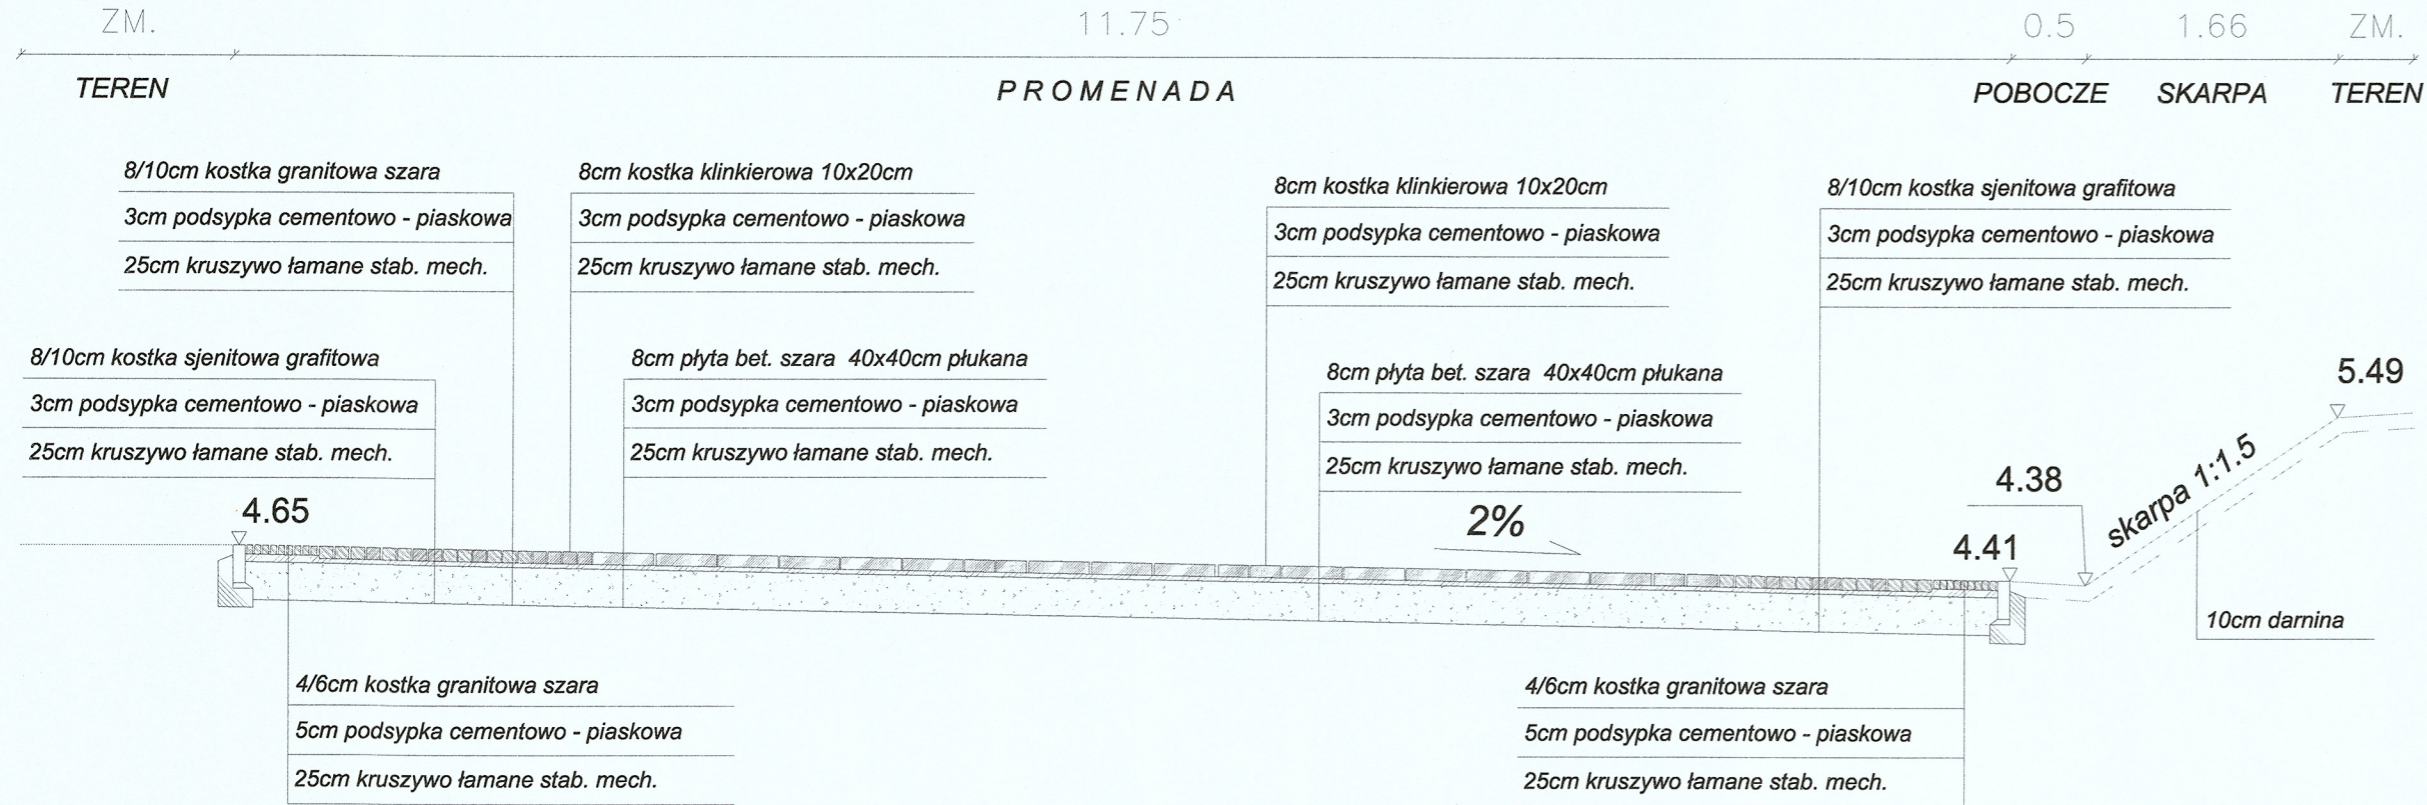 ZM. 11.75 0.5 1.66 ZM.
TEREN PROMENADA POBOCZE SKARPA TEREN
8/10cm kostka granitowa szara
3cm podsypka cementowo - piaskowa
25cm kruszywo łamane stab. mech.
8cm kostka klinkierowa 10x20cm
3cm podsypka cementowo - piaskowa
25cm kruszywo łamane stab. mech.
8cm kostka klinkierowa 10x20cm
3cm podsypka cementowo - piaskowa
25cm kruszywo łamane stab. mech.
8/10cm kostka sjenitowa grafitowa
3cm podsypka cementowo - piaskowa
25cm kruszywo łamane stab. mech.
8/10cm kostka sjenitowa grafitowa
3cm podsypka cementowo - piaskowa
25cm kruszywo łamane stab. mech.
8cm płyta bet. szara 40x40cm płukana
3cm podsypka cementowo - piaskowa
25cm kruszywo łamane stab. mech.
8cm płyta bet. szara 40x40cm płukana
3cm podsypka cementowo - piaskowa
25cm kruszywo łamane stab. mech.
5.49
skarpa 1:1.5
4.38
4.65
2%
4.41
10cm darnina
4/6cm kostka granitowa szara
5cm podsypka cementowo - piaskowa
25cm kruszywo łamane stab. mech.
4/6cm kostka granitowa szara
5cm podsypka cementowo - piaskowa
25cm kruszywo łamane stab. mech.